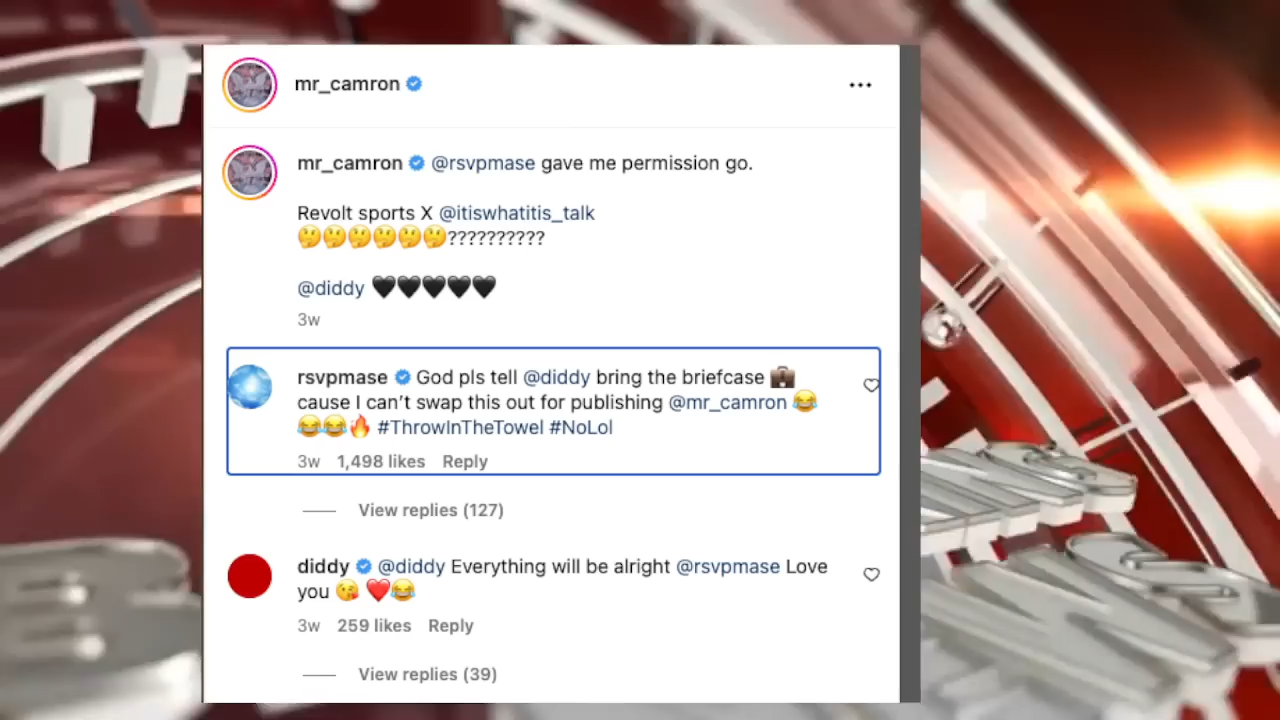 mr_camron
mr_camron @rsvpmase gave me permission go.
Revolt sports X @itiswhatitis_talk
🤔🤔🤔🤔🤔🤔??????????
@diddy 🖤🖤🖤🖤🖤
3w
rsvpmase God pls tell @diddy bring the briefcase 💼
cause I can't swap this out for publishing @mr_camron 😂
😂😂🔥 #ThrowInTheTowel #NoLol
3w 1,498 likes Reply
View replies (127)
diddy @diddy Everything will be alright @rsvpmase Love
you 😘 ❤️😂
3w 259 likes Reply
View replies (39)